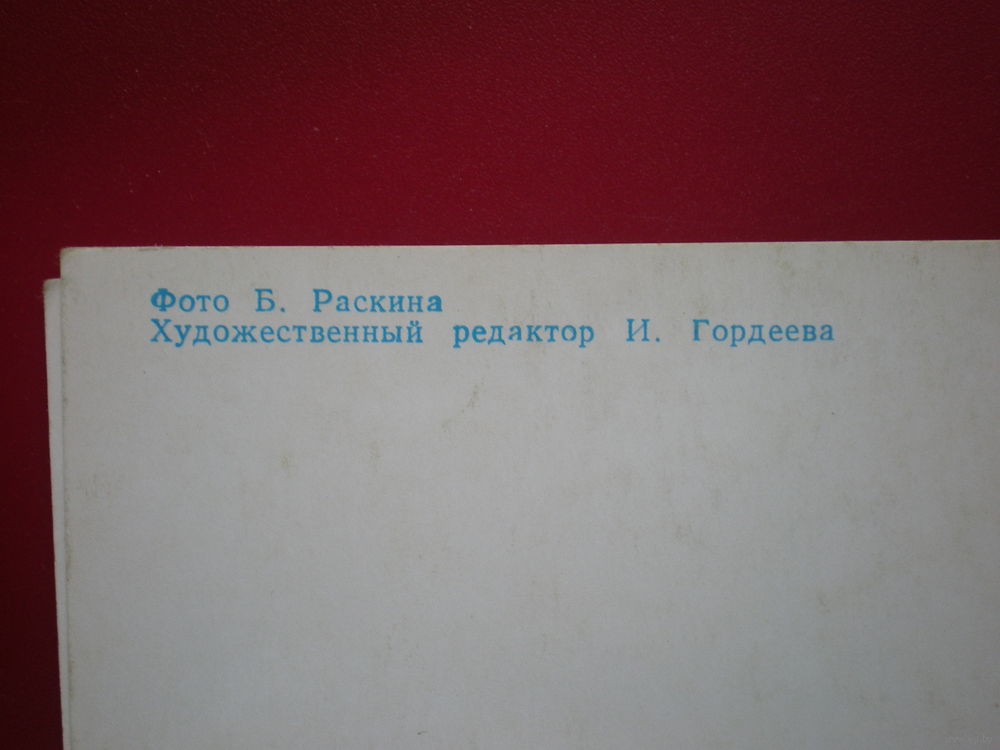 Фото Б. Раскина
Художественный редактор И. Гордеева